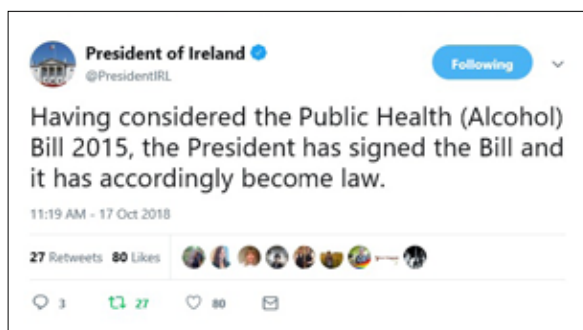 President of Ireland
@PresidentIRL
Following
Having considered the Public Health (Alcohol)
Bill 2015, the President has signed the Bill and
it has accordingly become law.
11:19 AM - 17 Oct 2018
27 Retweets 80 Likes
3 27 80